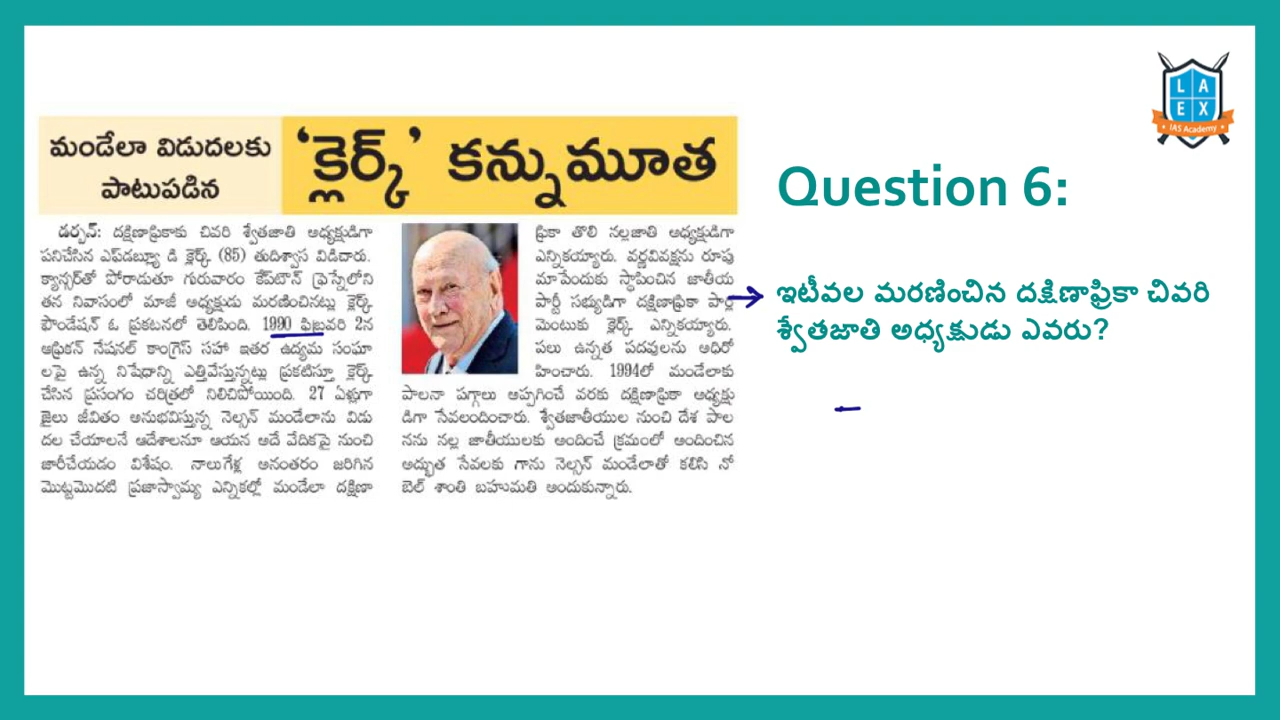 మండేలా విడుదలకు
పాటుపడిన
‘క్లెర్క్’ కన్నుమూత
డర్బన్: దక్షిణాఫ్రికాకు చివరి శ్వేతజాతి అధ్యక్షుడిగా
పనిచేసిన ఎఫ్‌డబ్ల్యూ డి క్లెర్క్ (85) తుదిశ్వాస విడిచారు.
క్యాన్సర్‌తో పోరాడుతూ గురువారం కేప్‌టౌన్ ఫ్రెస్నేలోని
తన నివాసంలో మాజీ అధ్యక్షుడు మరణించినట్లు క్లెర్క్
ఫౌండేషన్ ఓ ప్రకటనలో తెలిపింది. 1990 ఫిబ్రవరి 2న
ఆఫ్రికన్ నేషనల్ కాంగ్రెస్ సహా ఇతర ఉద్యమ సంఘా
లపై ఉన్న నిషేధాన్ని ఎత్తివేస్తున్నట్లు ప్రకటిస్తూ క్లెర్క్
చేసిన ప్రసంగం చరిత్రలో నిలిచిపోయింది. 27 ఏళ్లుగా
జైలు జీవితం అనుభవిస్తున్న నెల్సన్ మండేలాను విడు
దల చేయాలనే ఆదేశాలనూ ఆయన అదే వేదికపై నుంచి
జారీచేయడం విశేషం. నాలుగేళ్ల అనంతరం జరిగిన
మొట్టమొదటి ప్రజాస్వామ్య ఎన్నికల్లో మండేలా దక్షిణా
ఫ్రికా తొలి నల్లజాతి అధ్యక్షుడిగా
ఎన్నికయ్యారు. వర్ణవివక్షను రూపు
మాపేందుకు స్థాపించిన జాతీయ
పార్టీ సభ్యుడిగా దక్షిణాఫ్రికా పార్ల
మెంటుకు క్లెర్క్ ఎన్నికయ్యారు.
పలు ఉన్నత పదవులను అధిరో
హించారు. 1994లో మండేలాకు
పాలనా పగ్గాలు అప్పగించే వరకు దక్షిణాఫ్రికా అధ్యక్షు
డిగా సేవలందించారు. శ్వేతజాతీయుల నుంచి దేశ పాల
నను నల్ల జాతీయులకు అందించే క్రమంలో అందించిన
అద్భుత సేవలకు గాను నెల్సన్ మండేలాతో కలిసి నో
బెల్ శాంతి బహుమతి అందుకున్నారు.
L A
E X
IAS Academy
Question 6:
ఇటీవల మరణించిన దక్షిణాఫ్రికా చివరి
శ్వేతజాతి అధ్యక్షుడు ఎవరు?